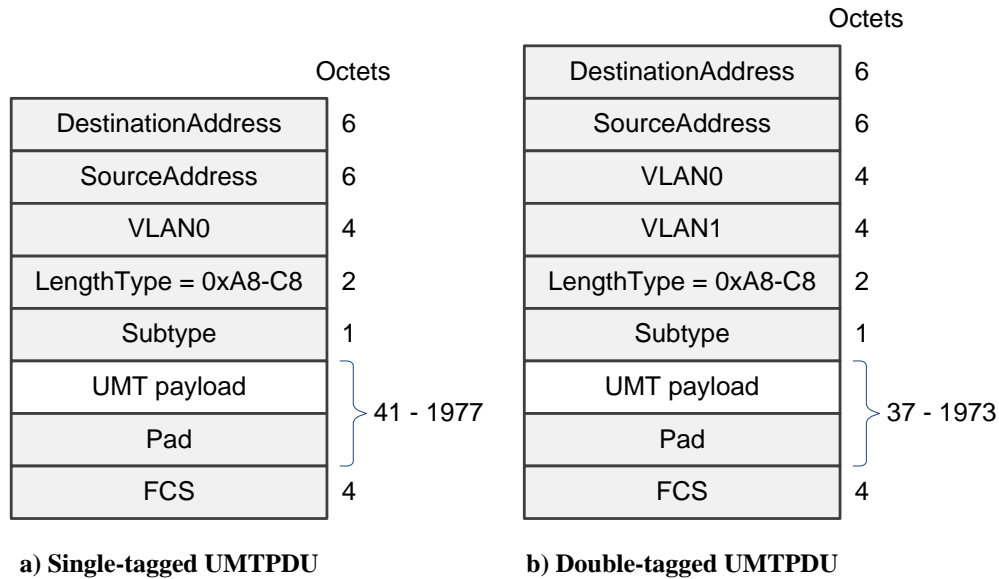 Octets
DestinationAddress 6
SourceAddress 6
VLAN0 4
LengthType = 0xA8-C8 2
Subtype 1
UMT payload
41 - 1977
Pad
FCS 4
a) Single-tagged UMTPDU
Octets
DestinationAddress 6
SourceAddress 6
VLAN0 4
VLAN1 4
LengthType = 0xA8-C8 2
Subtype 1
UMT payload
37 - 1973
Pad
FCS 4
b) Double-tagged UMTPDU